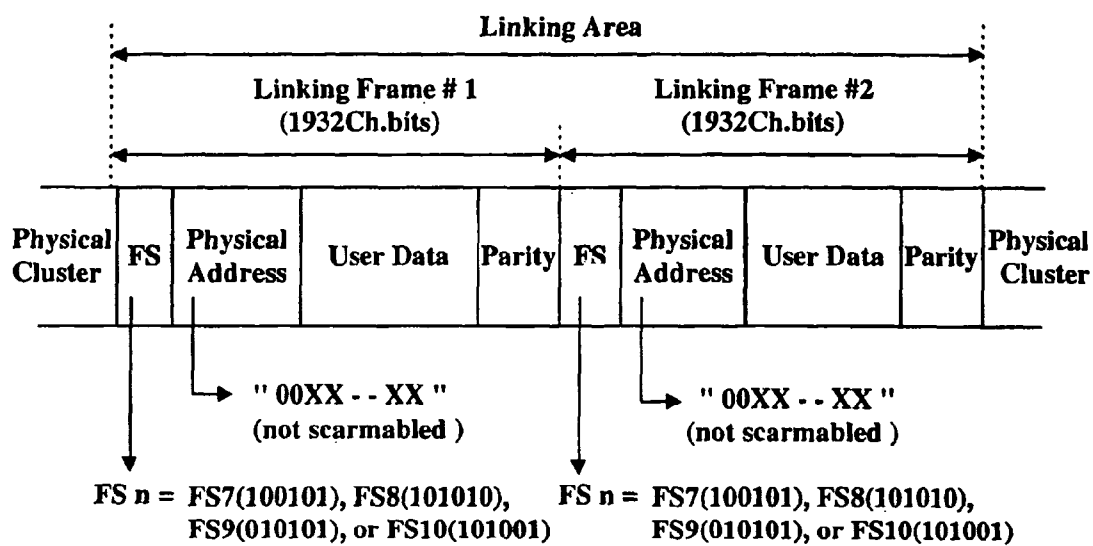 Linking Area
Linking Frame # 1
(1932Ch.bits)
Linking Frame #2
(1932Ch.bits)
Physical Cluster
FS
Physical Address
User Data
Parity
FS
Physical Address
User Data
Parity
Physical Cluster
" 00XX - - XX "
(not scarmabled )
" 00XX - - XX "
(not scarmabled )
FS n = FS7(100101), FS8(101010),
FS9(010101), or FS10(101001)
FS n = FS7(100101), FS8(101010),
FS9(010101), or FS10(101001)